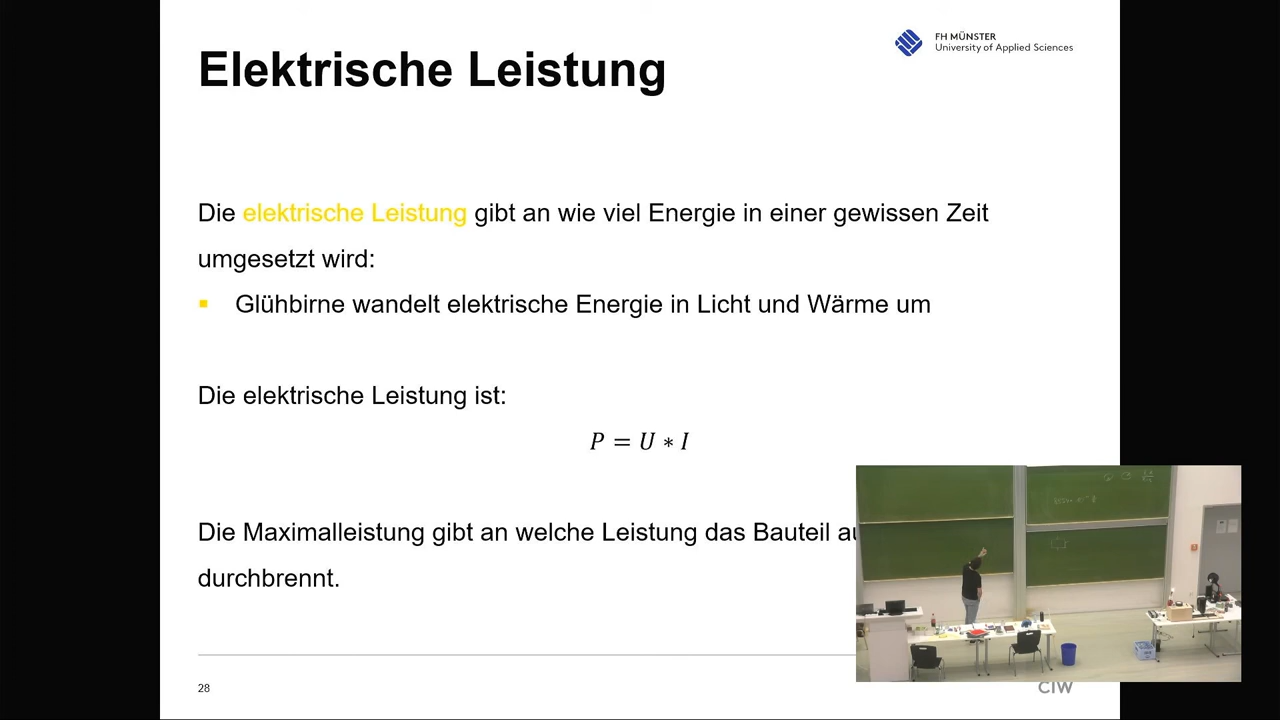 FH MÜNSTER
University of Applied Sciences
Elektrische Leistung
Die elektrische Leistung gibt an wie viel Energie in einer gewissen Zeit
umgesetzt wird:
▪ Glühbirne wandelt elektrische Energie in Licht und Wärme um
Die elektrische Leistung ist:
P = U ∗ I
Die Maximalleistung gibt an welche Leistung das Bauteil
durchbrennt.
28
CIW